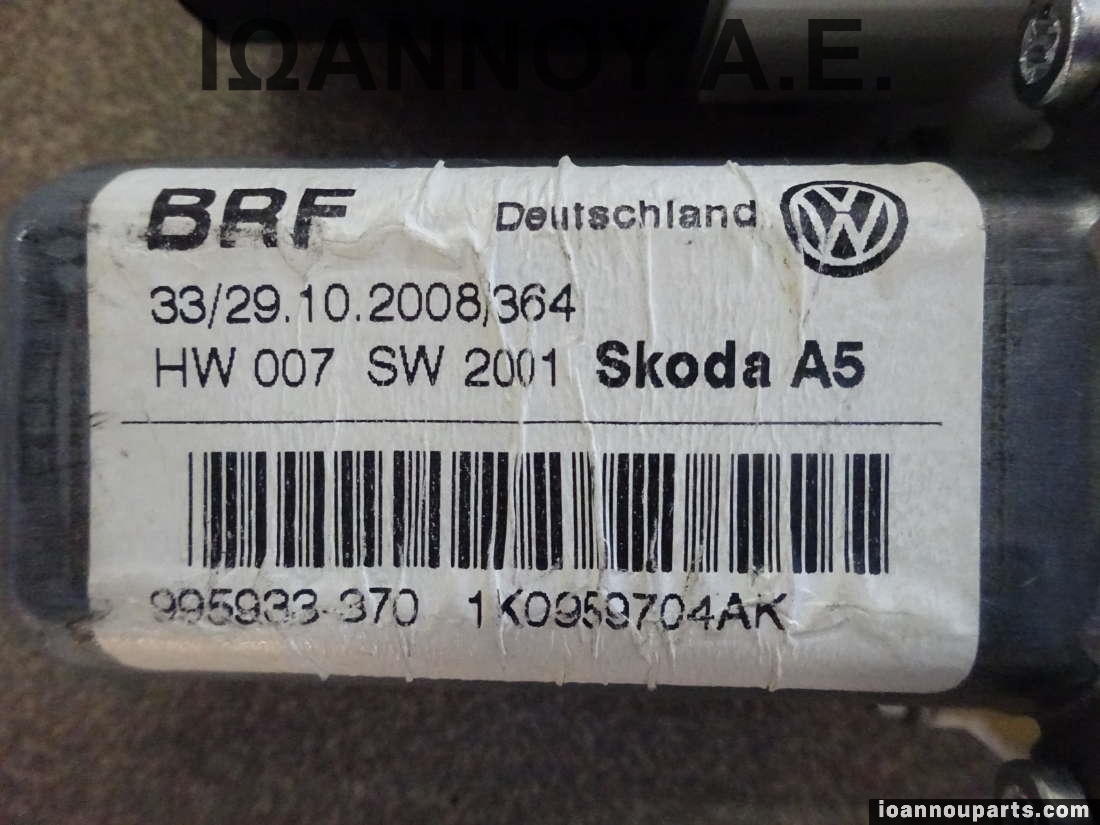 ΙΩΑΝΝΟΥ Α.Ε.
BRF Deutschland VW
33/29.10.2008/364
HW 007 SW 2001 Skoda A5
995933-370 1K0959704AK
ioannouparts.com